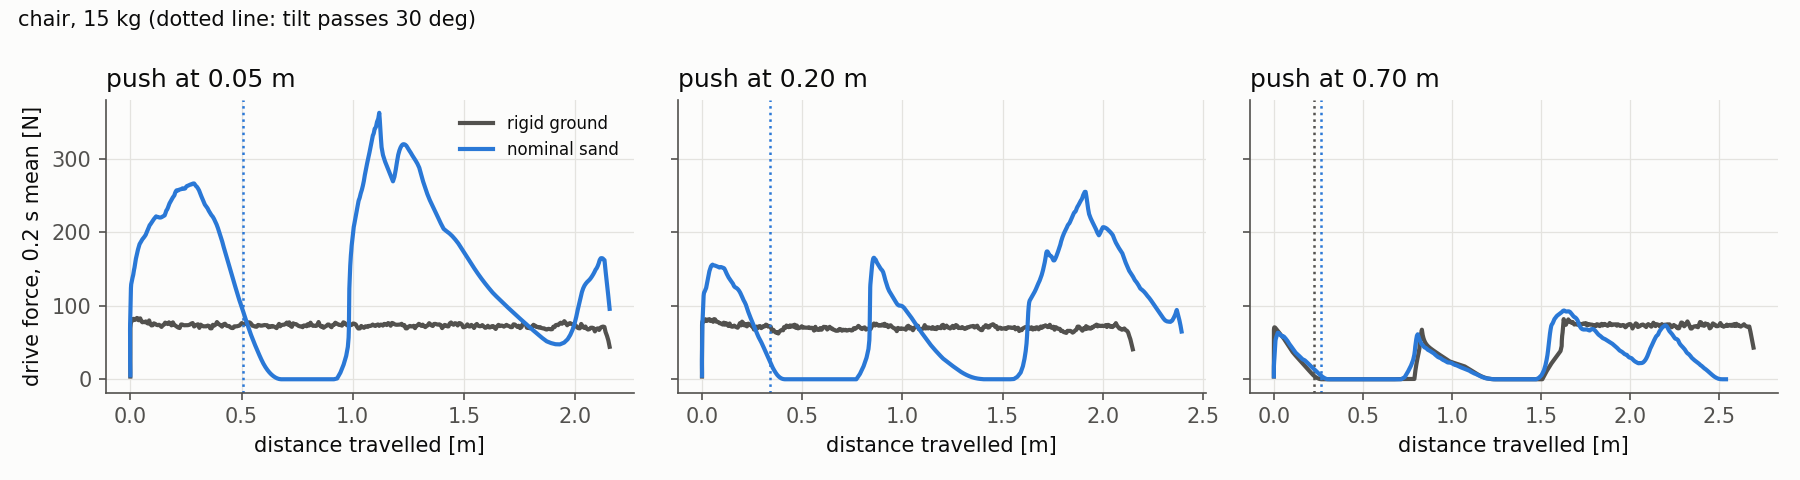 chair, 15 kg (dotted line: tilt passes 30 deg)
push at 0.05 m
push at 0.20 m
push at 0.70 m
drive force, 0.2 s mean [N]
300
200
100
0
rigid ground
nominal sand
0.0 0.5 1.0 1.5 2.0
0.0 0.5 1.0 1.5 2.0 2.5
0.0 0.5 1.0 1.5 2.0 2.5
distance travelled [m]
distance travelled [m]
distance travelled [m]